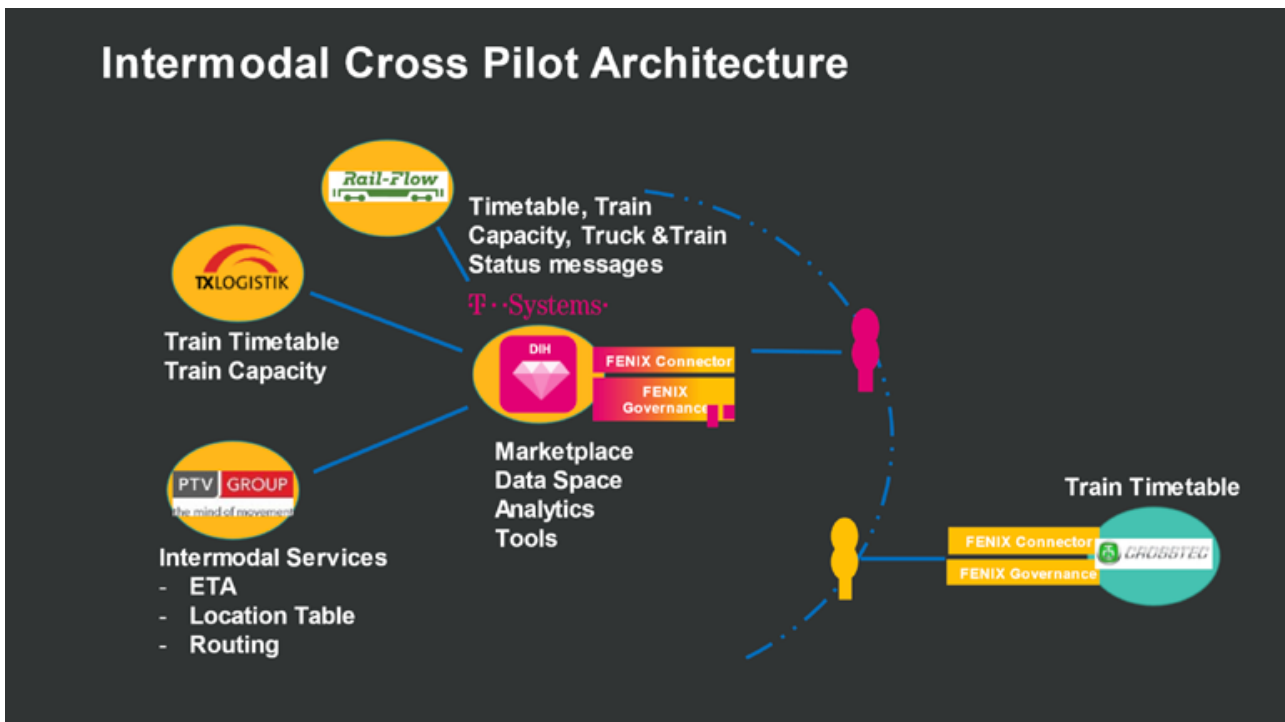 Intermodal Cross Pilot Architecture
Rail-Flow
Timetable, Train
Capacity, Truck &Train
Status messages
TXLOGISTIK
Train Timetable
Train Capacity
T··Systems·
DIH
FENIX Connector
FENIX
Governance
Marketplace
Data Space
Analytics
Tools
PTV GROUP
the mind of movement
Intermodal Services
- ETA
- Location Table
- Routing
Train Timetable
FENIX Connector
FENIX Governance
CROSSTEC